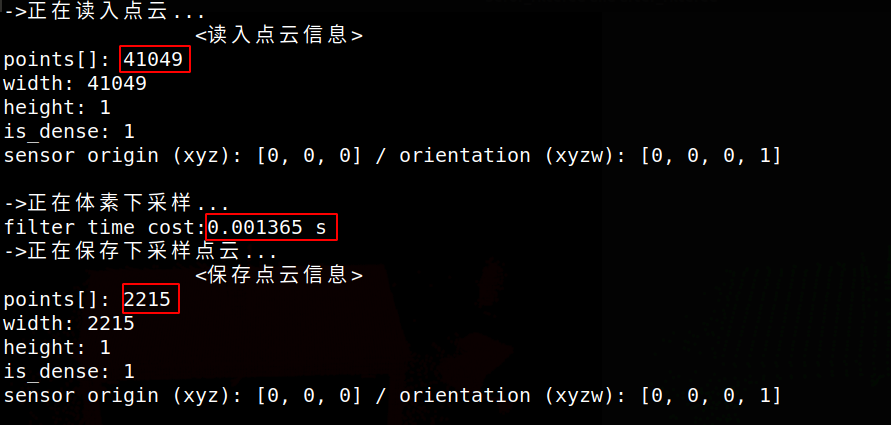 ->正在读入点云...
<读入点云信息>
points[]: 41049
width: 41049
height: 1
is_dense: 1
sensor origin (xyz): [0, 0, 0] / orientation (xyzw): [0, 0, 0, 1]
->正在体素下采样...
filter time cost:0.001365 s
->正在保存下采样点云...
<保存点云信息>
points[]: 2215
width: 2215
height: 1
is_dense: 1
sensor origin (xyz): [0, 0, 0] / orientation (xyzw): [0, 0, 0, 1]